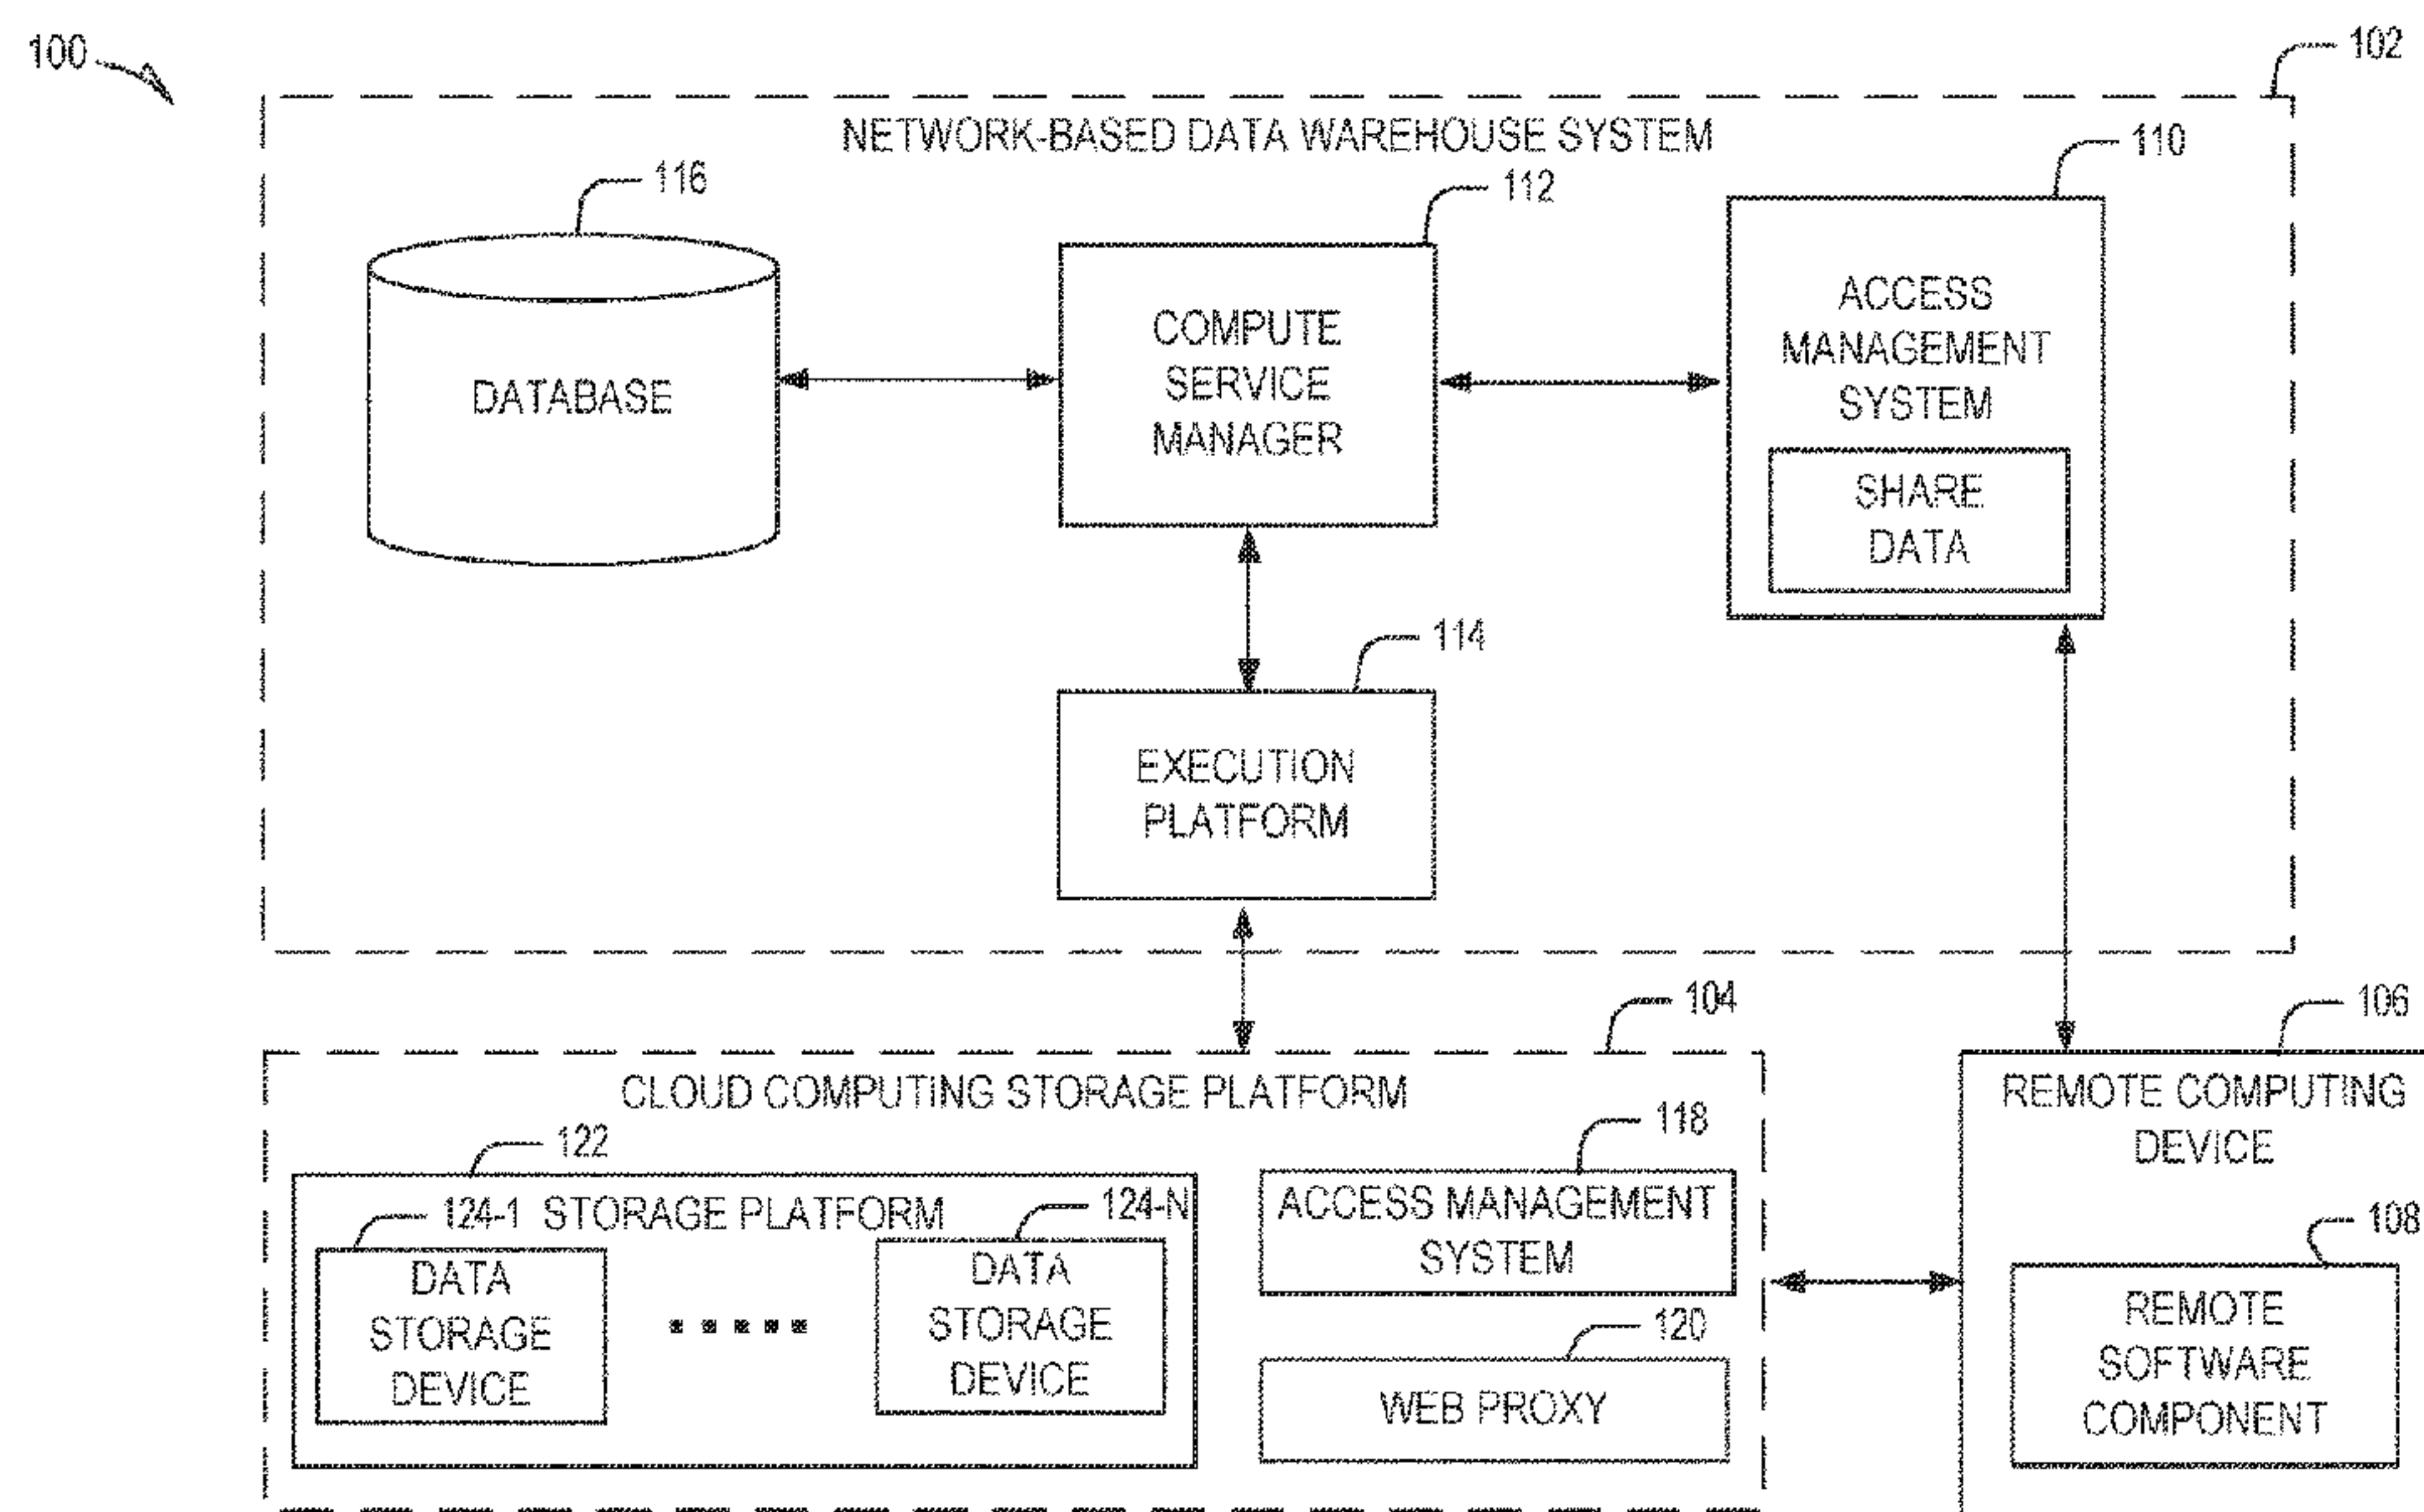 100
102
NETWORK-BASED DATA WAREHOUSE SYSTEM
110
116
112
ACCESS
MANAGEMENT
SYSTEM
COMPUTE
SERVICE
MANAGER
DATABASE
SHARE
DATA
114
EXECUTION
PLATFORM
104
106
CLOUD COMPUTING STORAGE PLATFORM
REMOTE COMPUTING
DEVICE
122
118
124-1 STORAGE PLATFORM 124-N
ACCESS MANAGEMENT
SYSTEM
108
DATA
STORAGE
DEVICE
DATA
STORAGE
DEVICE
120
WEB PROXY
REMOTE
SOFTWARE
COMPONENT